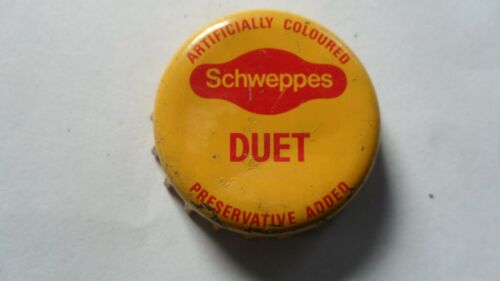 ARTIFICIALLY COLOURED
Schweppes
DUET
PRESERVATIVE ADDED